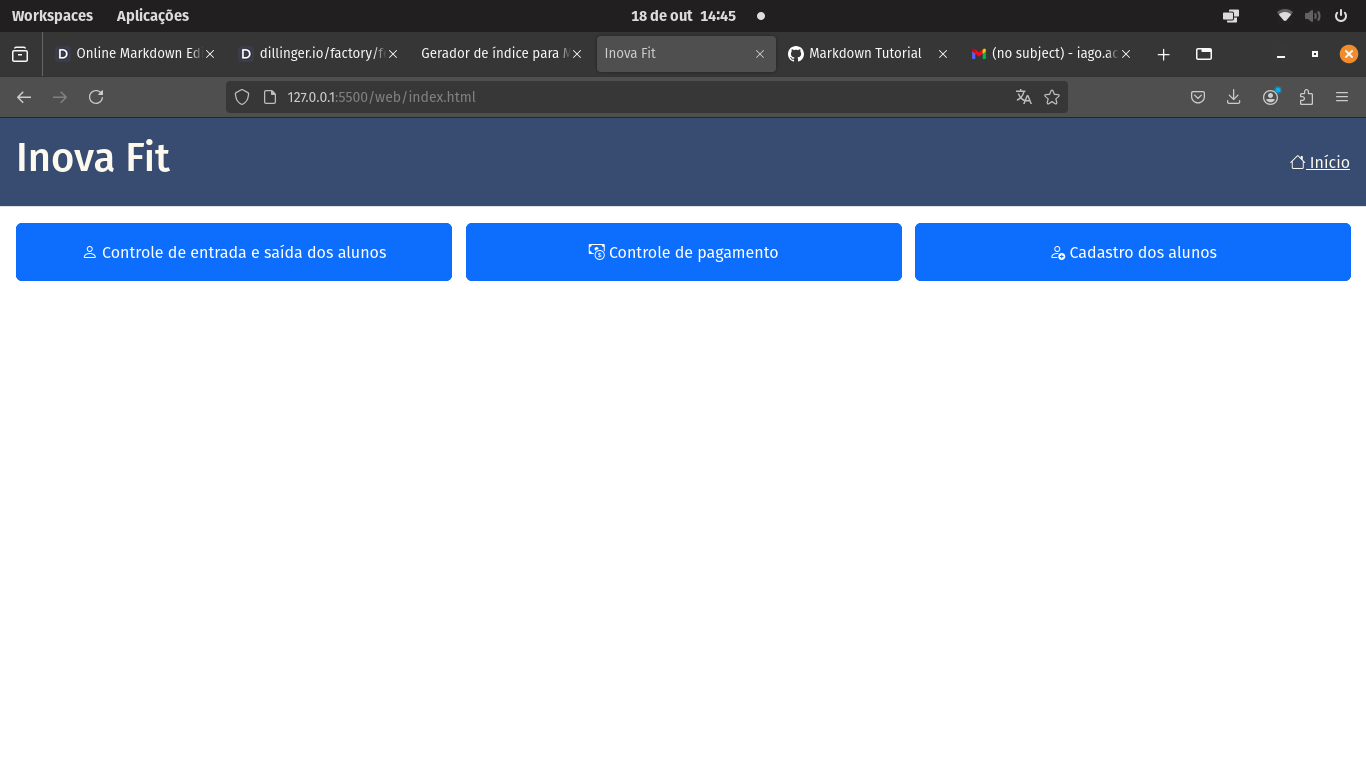 Workspaces Aplicações 18 de out 14:45
Online Markdown Ed dillinger.io/factory/f Gerador de índice para Inova Fit Markdown Tutorial (no subject) - iago.ac
127.0.0.1:5500/web/index.html
Inova Fit
Início
Controle de entrada e saída dos alunos Controle de pagamento Cadastro dos alunos